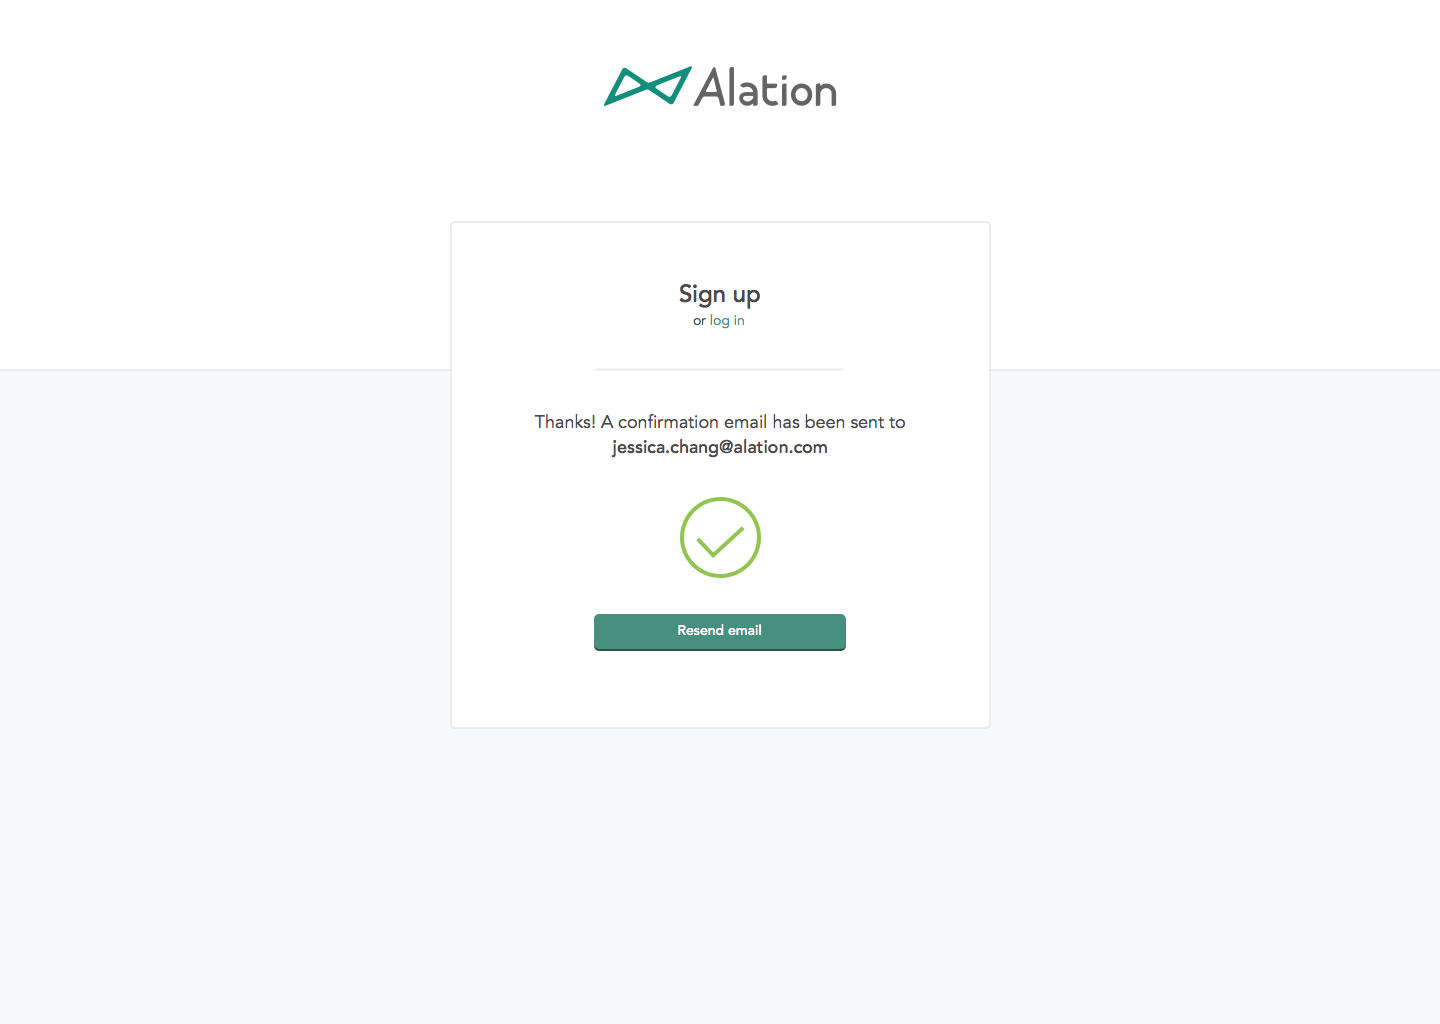 Alation
Sign up
or log in
Thanks! A confirmation email has been sent to
jessica.chang@alation.com
Resend email